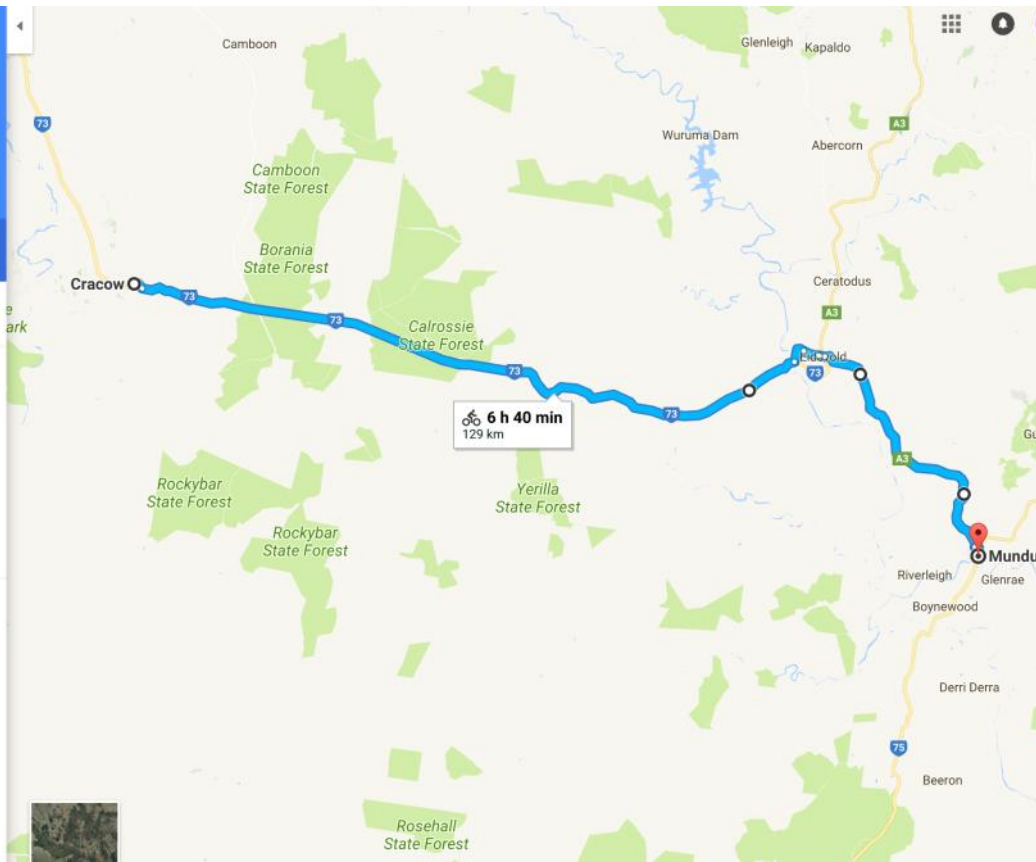 Camboon
Glenleigh
Kapaldo
73
A3
Wuruma Dam
Abercorn
Camboon
State Forest
Borania
State Forest
Cracow
73
Ceratodus
ark
73
A3
Calrossie
State Forest
Eidsvold
73
73
6 h 40 min
129 km
73
A3
Rockybar
State Forest
Yerilla
State Forest
Rockybar
State Forest
Mundu
Riverleigh
Glenrae
Boynewood
Derri Derra
75
Beeron
Rosehall
State Forest